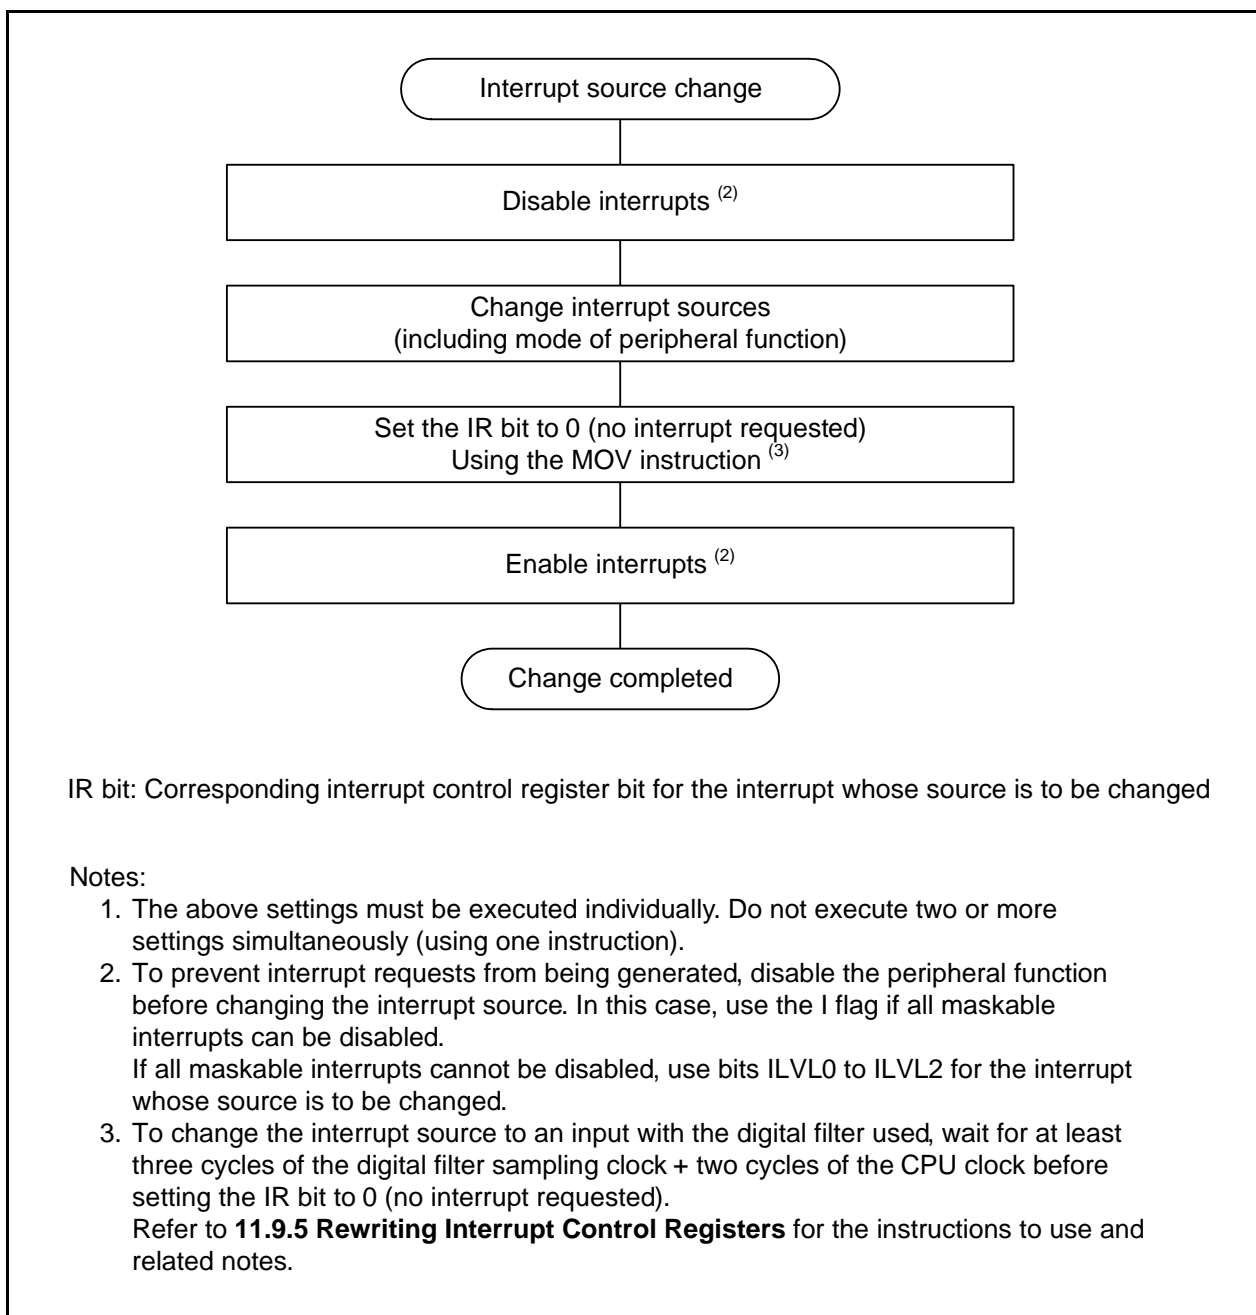 Interrupt source change
Disable interrupts (2)
Change interrupt sources
(including mode of peripheral function)
Set the IR bit to 0 (no interrupt requested)
Using the MOV instruction (3)
Enable interrupts (2)
Change completed
IR bit: Corresponding interrupt control register bit for the interrupt whose source is to be changed
Notes:
1. The above settings must be executed individually. Do not execute two or more
settings simultaneously (using one instruction).
2. To prevent interrupt requests from being generated, disable the peripheral function
before changing the interrupt source. In this case, use the I flag if all maskable
interrupts can be disabled.
If all maskable interrupts cannot be disabled, use bits ILVL0 to ILVL2 for the interrupt
whose source is to be changed.
3. To change the interrupt source to an input with the digital filter used, wait for at least
three cycles of the digital filter sampling clock + two cycles of the CPU clock before
setting the IR bit to 0 (no interrupt requested).
Refer to 11.9.5 Rewriting Interrupt Control Registers for the instructions to use and
related notes.